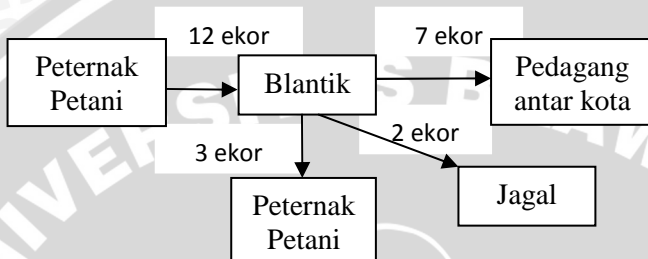 12 ekor
7 ekor
Peternak
Petani
Blantik
Pedagang
antar kota
3 ekor
2 ekor
Peternak
Petani
Jagal